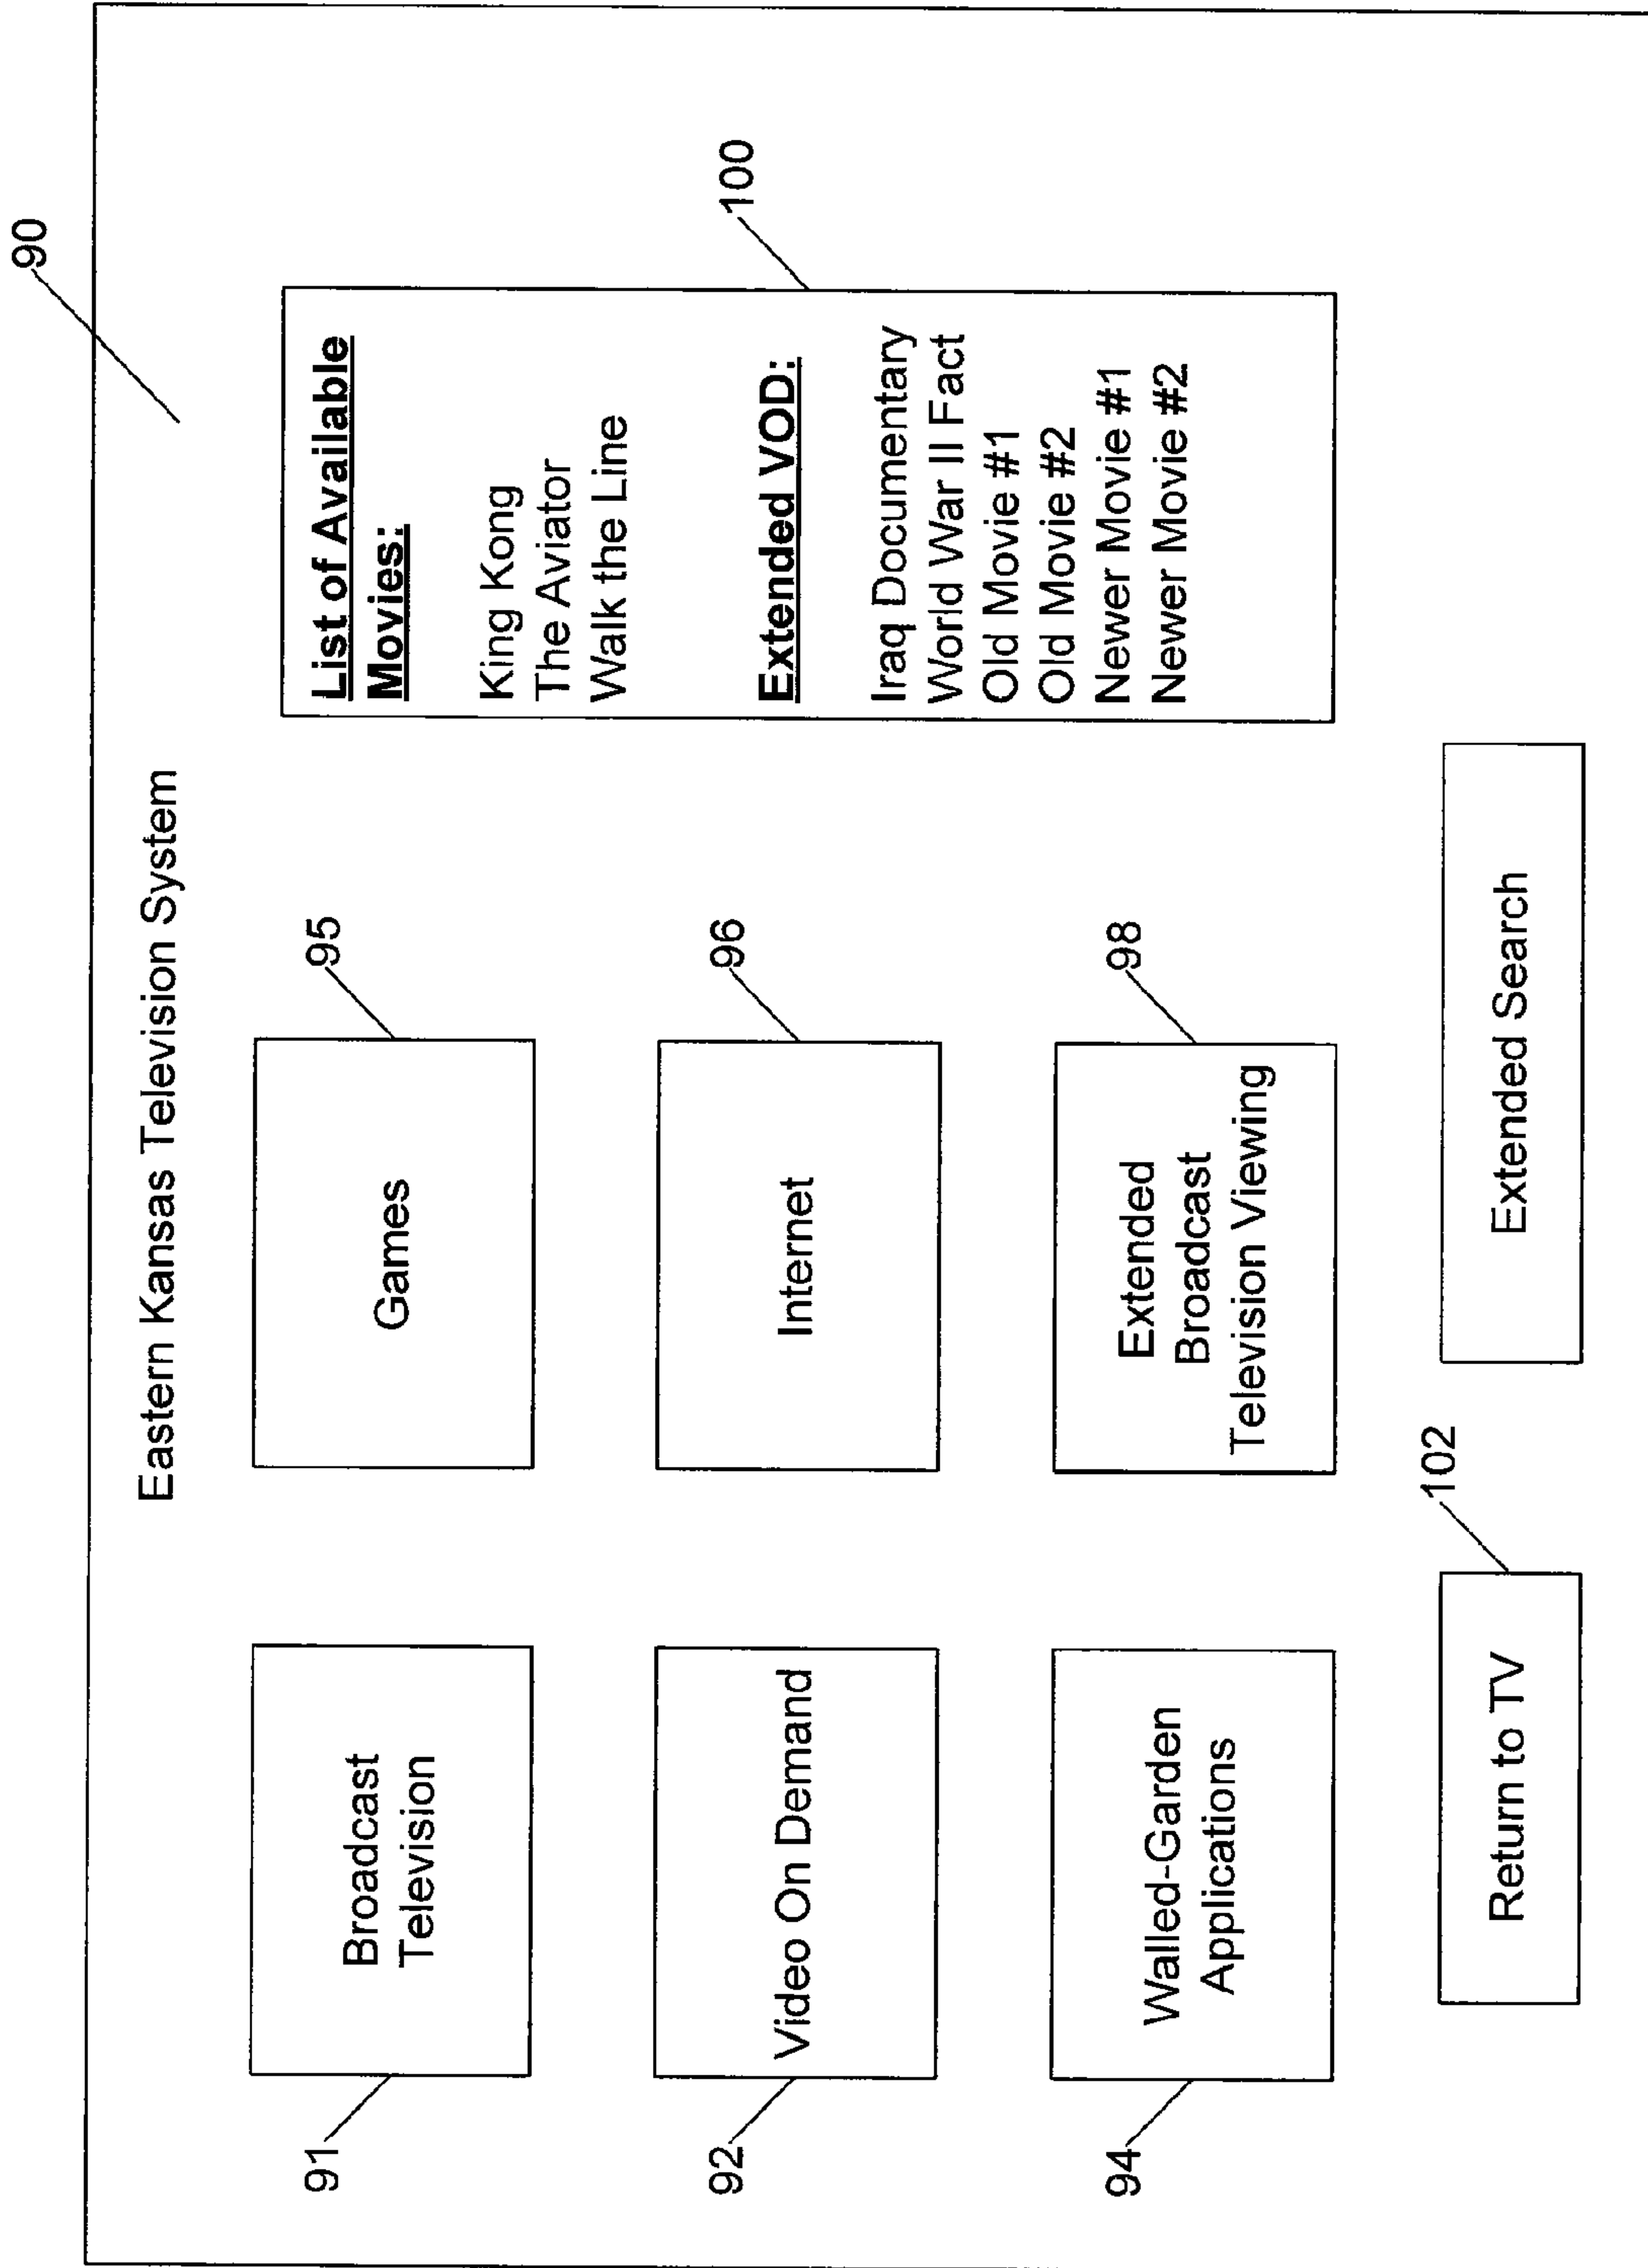 90
Eastern Kansas Television System
91
Broadcast
Television
95
Games
List of Available
Movies:
King Kong
The Aviator
Walk the Line
Extended VOD:
Iraq Documentary
World War II Fact
Old Movie #1
Old Movie #2
Newer Movie #1
Newer Movie #2
100
92
Video On Demand
96
Internet
94
Walled-Garden
Applications
98
Extended
Broadcast
Television Viewing
102
Return to TV
Extended Search